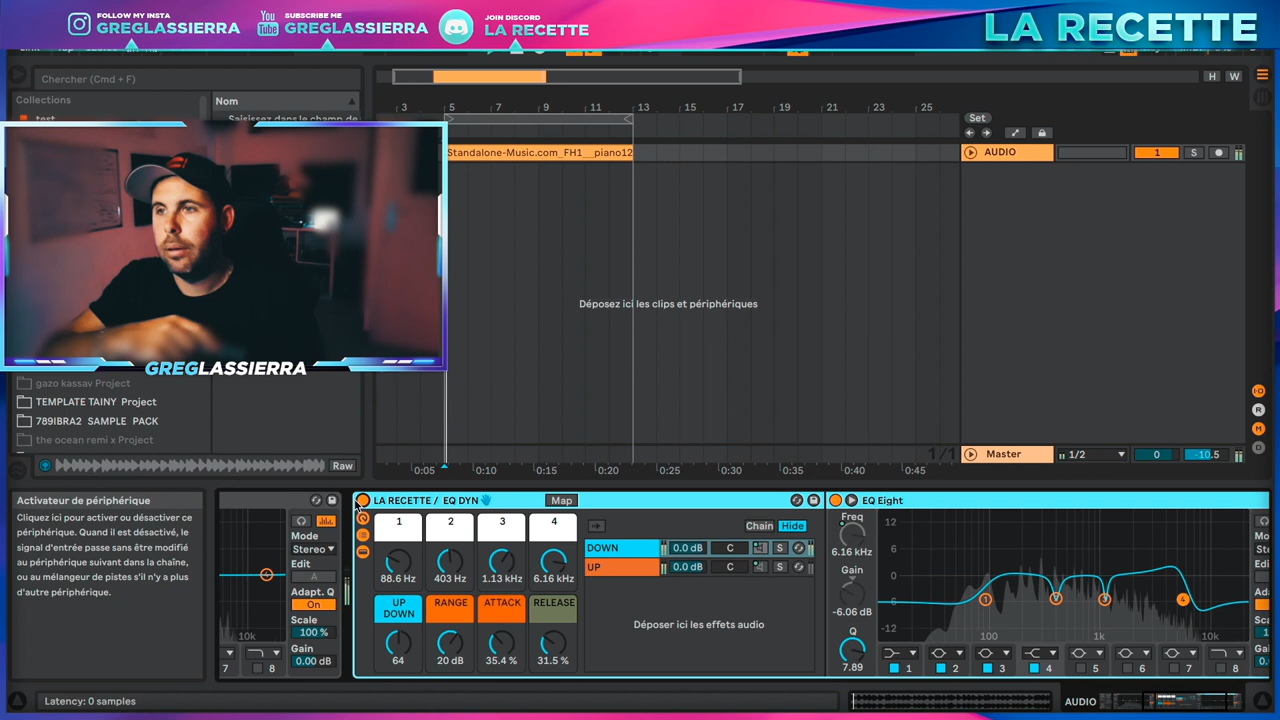 FOLLOW MY INSTA
GREGLASSIERRA
SUBSCRIBE ME
GREGLASSIERRA
JOIN DISCORD
LA RECETTE
LA RECETTE
Chercher (Cmd + F)
H W
Collections
Nom
test
Saisissez dans le champ de
3 5 7 9 11 13 15 17 19 21 23 25
Set
Standalone-Music.com_FH1__piano12
AUDIO
1 S
Déposez ici les clips et périphériques
GREGLASSIERRA
gazo kassav Project
TEMPLATE TAINY Project
789IBRA2 SAMPLE PACK
the ocean remi x Project
Raw
0:05 0:10 0:15 0:20 0:25 0:30 0:35 0:40 0:45
1/1
Master
1/2
0 -10.5
I·O
R
M
D
Activateur de périphérique
Cliquez ici pour activer ou désactiver ce
périphérique. Quand il est désactivé, le
signal d'entrée passe sans être modifié
au périphérique suivant dans la chaîne,
ou au mélangeur de pistes s'il n'y a plus
d'autre périphérique.
10k
7 8
Mode
Stereo
Edit
A
Adapt. Q
On
Scale
100 %
Gain
0.00 dB
LA RECETTE / EQ DYN
Map
1 2 3 4
88.6 Hz 403 Hz 1.13 kHz 6.16 kHz
UP DOWN
RANGE
ATTACK
RELEASE
64 20 dB 35.4 % 31.5 %
Chain Hide
DOWN 0.0 dB C S
UP 0.0 dB C S
Déposer ici les effets audio
EQ Eight
Freq
6.16 kHz
Gain
-6.06 dB
Q
7.89
12
6
0
-6
-12
100 1k 10k
1 2 3 4 5 6 7 8
Latency: 0 samples
AUDIO